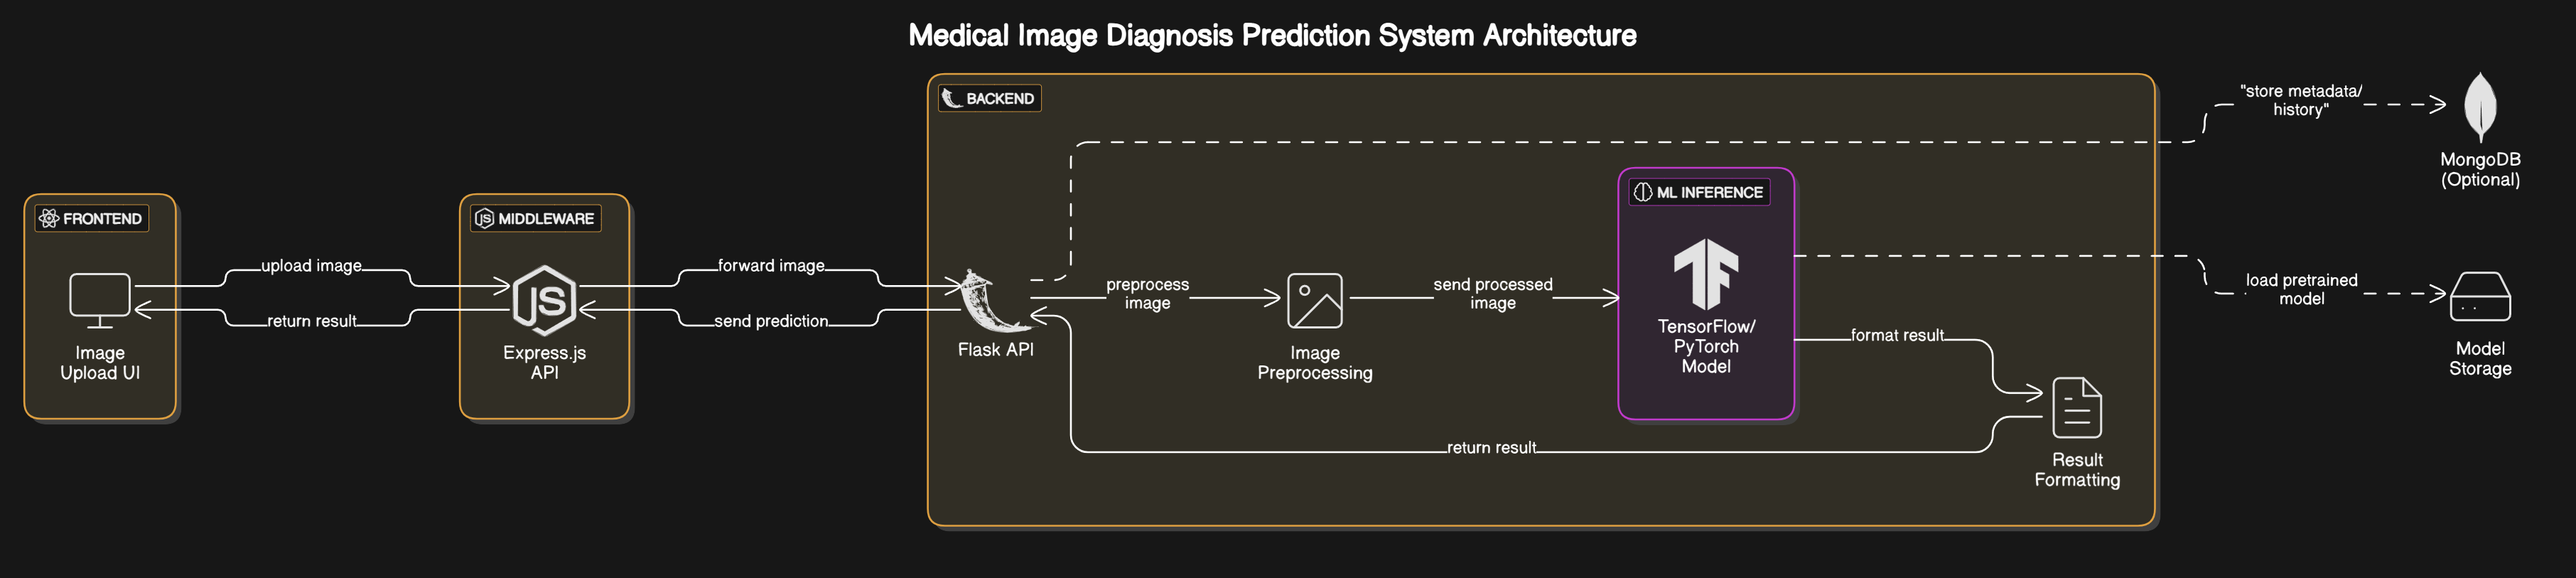 Medical Image Diagnosis Prediction System Architecture
FRONTEND
Image
Upload UI
upload image
return result
MIDDLEWARE
JS
Express.js
API
forward image
send prediction
BACKEND
Flask API
preprocess
image
Image
Preprocessing
send processed
image
ML INFERENCE
TensorFlow/
PyTorch
Model
format result
Result
Formatting
return result
"store metadata/
history"
MongoDB
(Optional)
load pretrained
model
Model
Storage